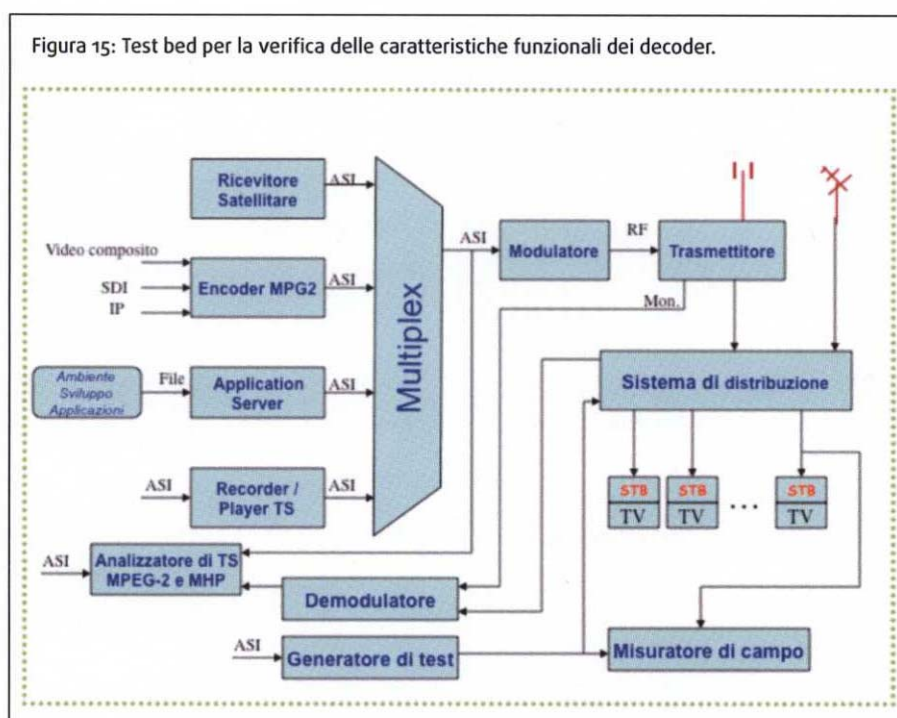 Figura 15: Test bed per la verifica delle caratteristiche funzionali dei decoder.
Ricevitore
Satellitare
ASI
Video composito
SDI
IP
Encoder MPG2
ASI
Ambiente
Sviluppo
Applicazioni
File
Application
Server
ASI
ASI
Recorder /
Player TS
ASI
Multiplex
ASI
Modulatore
RF
Trasmettitore
Mon.
Sistema di distribuzione
STB
TV
STB
TV
...
STB
TV
ASI
Analizzatore di TS
MPEG-2 e MHP
Demodulatore
ASI
Generatore di test
Misuratore di campo